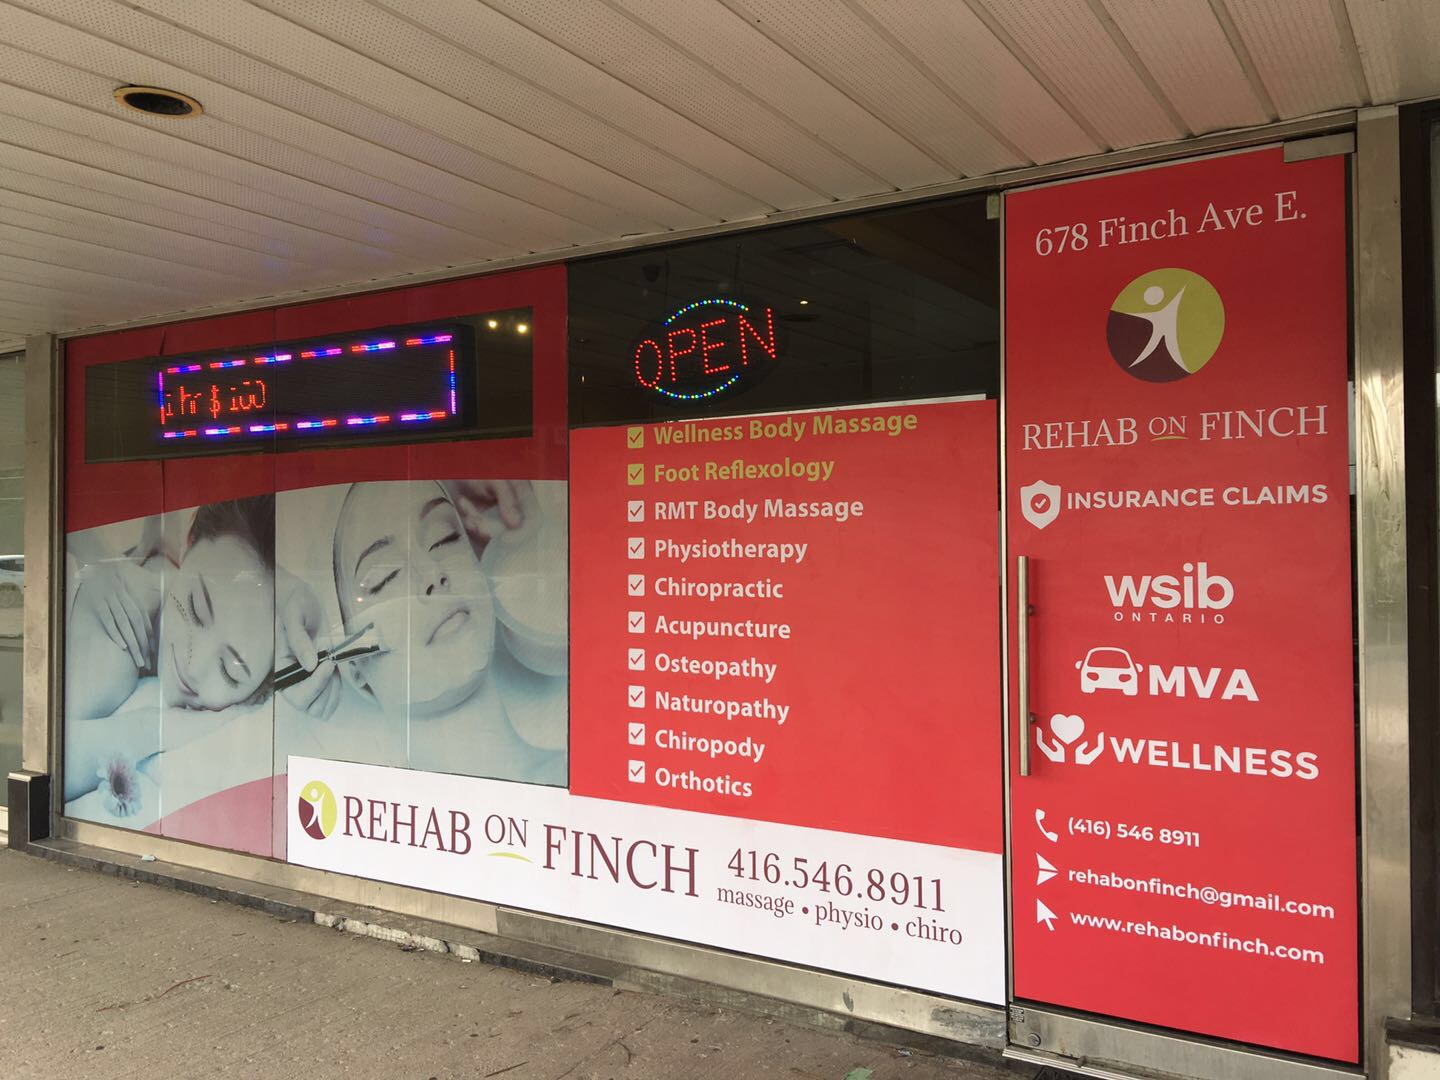 1 hr $ 100
OPEN
Wellness Body Massage
Foot Reflexology
RMT Body Massage
Physiotherapy
Chiropractic
Acupuncture
Osteopathy
Naturopathy
Chiropody
Orthotics
REHAB ON FINCH
416.546.8911
massage • physio • chiro
678 Finch Ave E.
REHAB ON FINCH
INSURANCE CLAIMS
wsib
ONTARIO
MVA
WELLNESS
(416) 546 8911
rehabonfinch@gmail.com
www.rehabonfinch.com